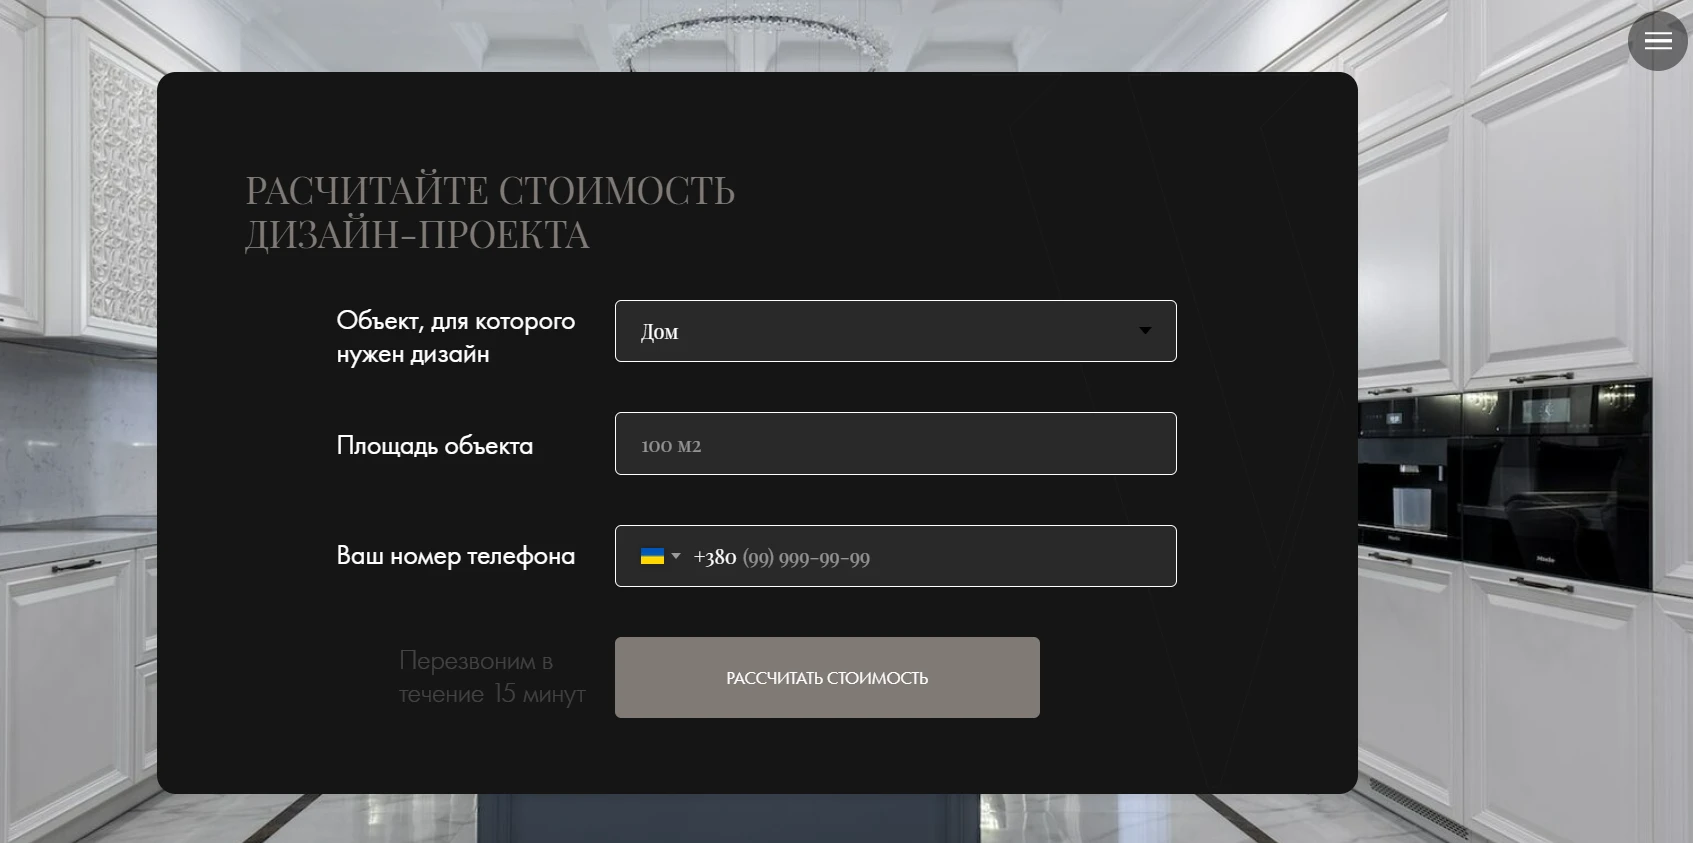 РАСЧИТАЙТЕ СТОИМОСТЬ
ДИЗАЙН-ПРОЕКТА
Объект, для которого
нужен дизайн
Дом
Площадь объекта
100 м2
Ваш номер телефона
+380 (99) 999-99-99
Перезвоним в
течение 15 минут
РАССЧИТАТЬ СТОИМОСТЬ
Miele